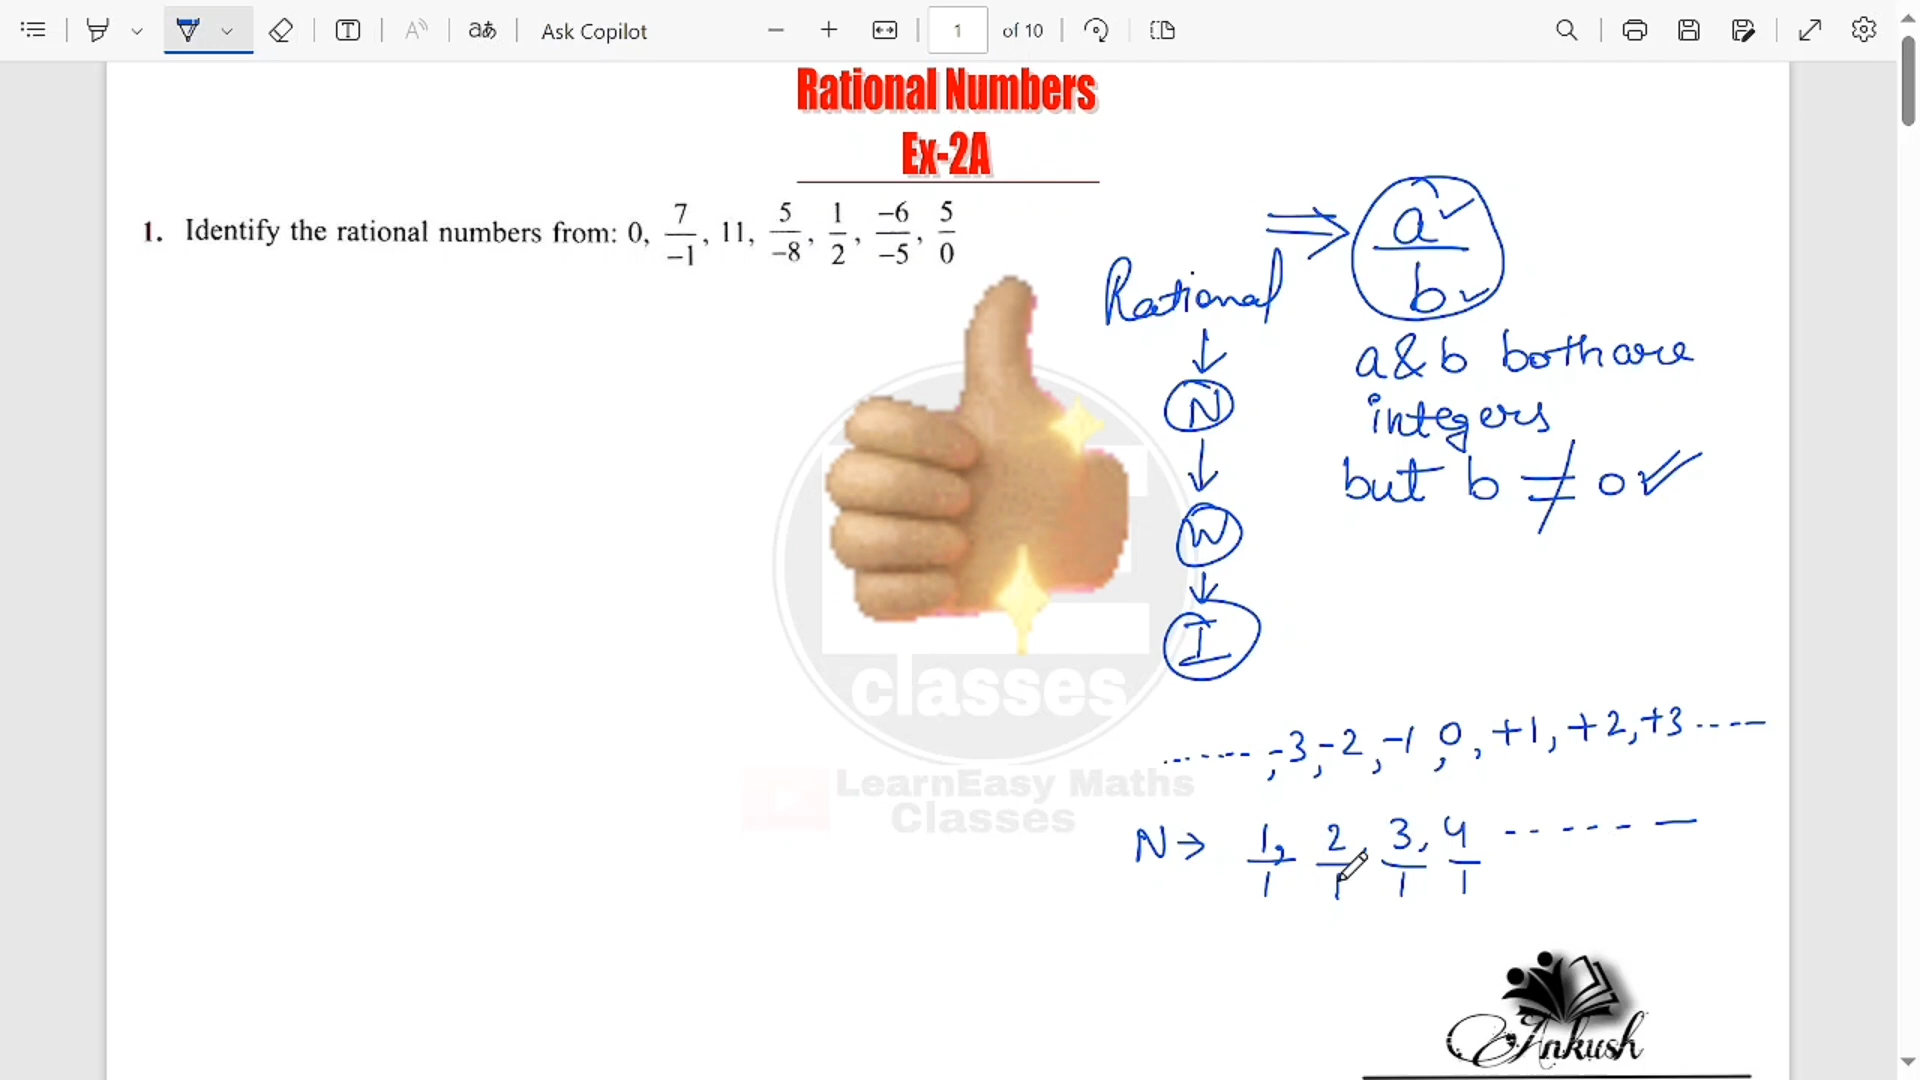 Ask Copilot
1 of 10
Rational Numbers
Ex-2A
1. Identify the rational numbers from: 0, 7/-1, 11, 5/-8, 1/2, -6/-5, 5/0
Rational ⇒ a/b
a & b both are
integers
but b ≠ 0 ✓
↓
N
↓
W
↓
I
......, -3, -2, -1, 0, +1, +2, +3 ......
N → 1/1, 2/1, 3/1, 4/1 ------
classes
LearnEasy Maths
Classes
Ankush